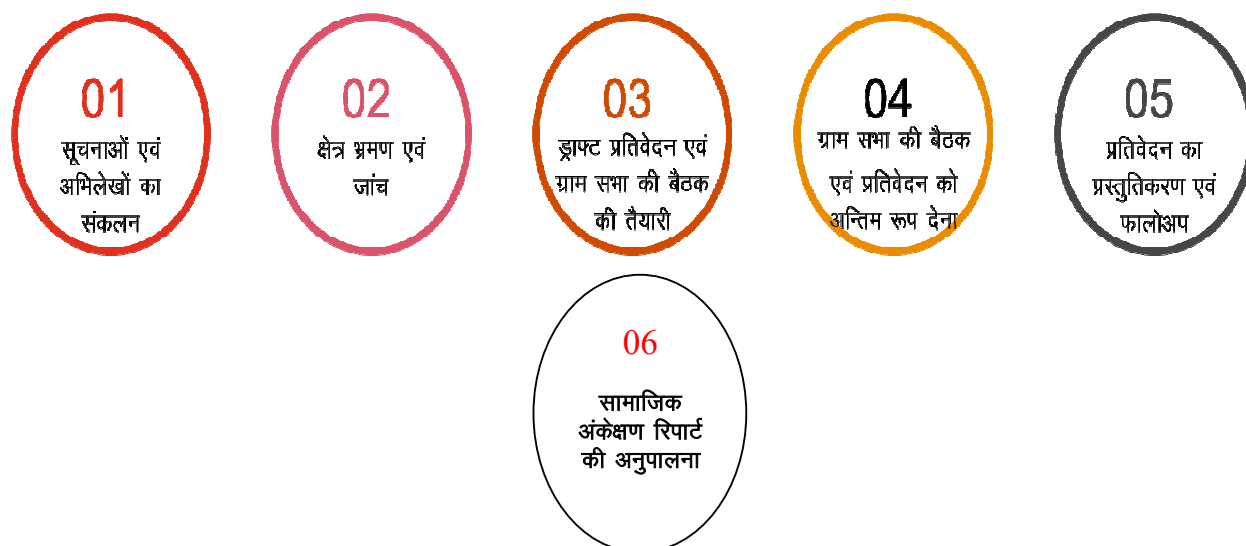 01
सूचनाओं एवं
अभिलेखों का
संकलन
02
क्षेत्र भ्रमण एवं
जांच
03
ड्राफ्ट प्रतिवेदन एवं
ग्राम सभा की बैठक
की तैयारी
04
ग्राम सभा की बैठक
एवं प्रतिवेदन को
अन्तिम रूप देना
05
प्रतिवेदन का
प्रस्तुतिकरण एवं
फालोअप
06
सामाजिक
अंकेक्षण रिपार्ट
की अनुपालना